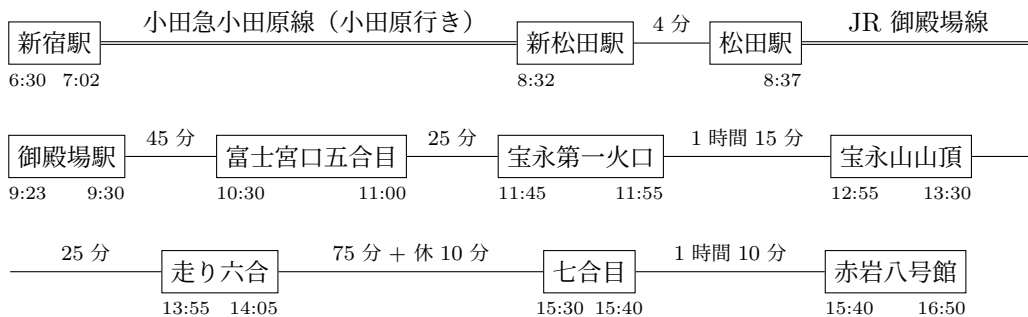 小田急小田原線（小田原行き） 4 分 JR 御殿場線
新宿駅 新松田駅 松田駅
6:30 7:02 8:32 8:37
45 分 25 分 1 時間 15 分
御殿場駅 富士宮口五合目 宝永第一火口 宝永山山頂
9:23 9:30 10:30 11:00 11:45 11:55 12:55 13:30
25 分 75 分 + 休 10 分 1 時間 10 分
走り六合 七合目 赤岩八号館
13:55 14:05 15:30 15:40 15:40 16:50